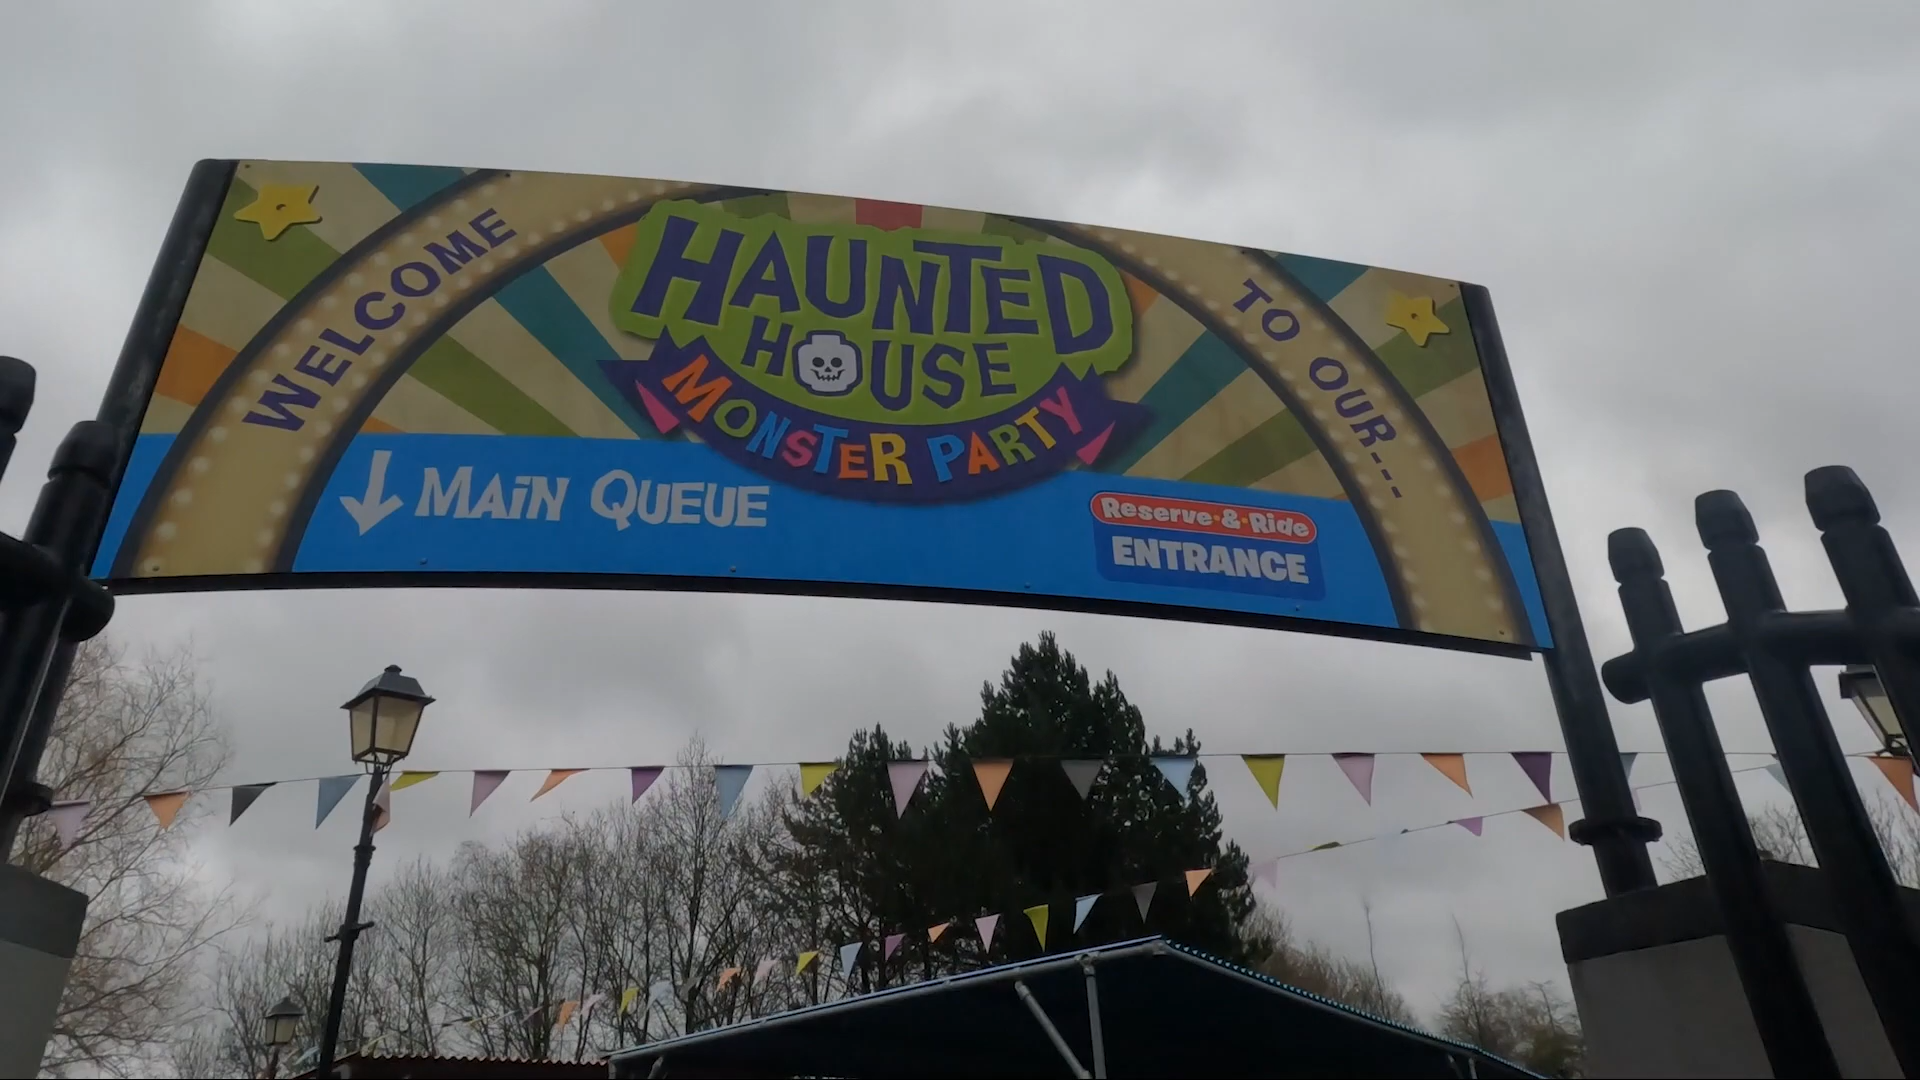 WELCOME
TO OUR...
HAUNTED
HOUSE
MONSTER PARTY
MAIN QUEUE
Reserve & Ride
ENTRANCE